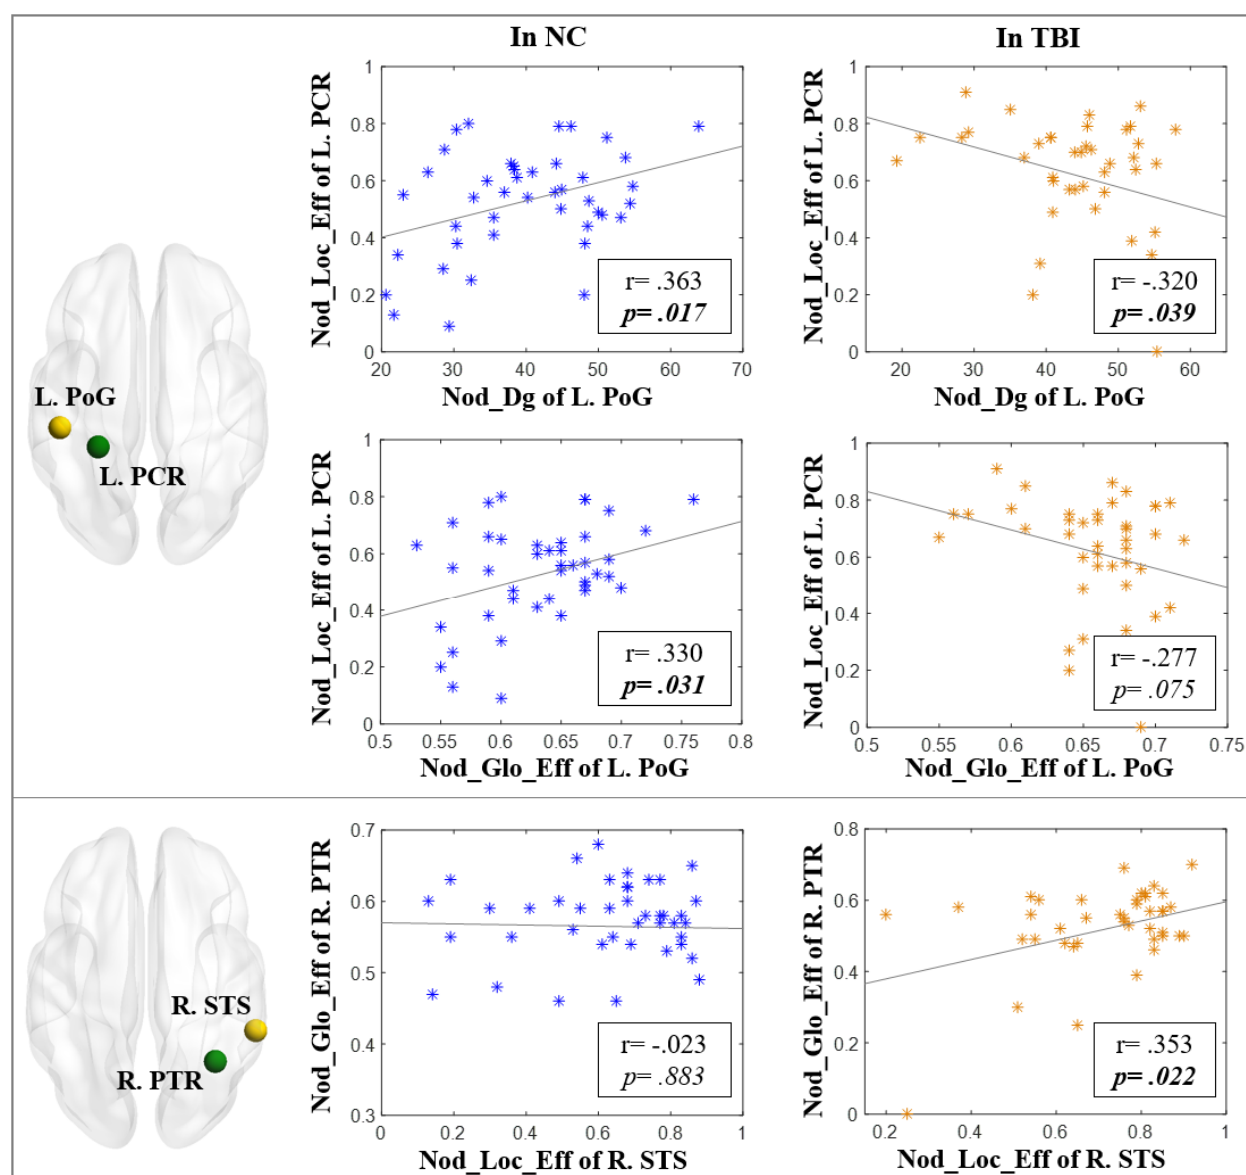 In NC
In TBI
L. PoG
L. PCR
Nod_Loc_Eff of L. PCR
1
0.8
0.6
0.4
0.2
0
r= .363
p= .017
20 30 40 50 60 70
Nod_Dg of L. PoG
Nod_Loc_Eff of L. PCR
1
0.8
0.6
0.4
0.2
0
r= -.320
p= .039
20 30 40 50 60
Nod_Dg of L. PoG
Nod_Loc_Eff of L. PCR
1
0.8
0.6
0.4
0.2
0
r= .330
p= .031
0.5 0.55 0.6 0.65 0.7 0.75 0.8
Nod_Glo_Eff of L. PoG
Nod_Loc_Eff of L. PCR
1
0.8
0.6
0.4
0.2
0
r= -.277
p= .075
0.5 0.55 0.6 0.65 0.7 0.75
Nod_Glo_Eff of L. PoG
R. STS
R. PTR
Nod_Glo_Eff of R. PTR
0.7
0.6
0.5
0.4
0.3
r= -.023
p= .883
0 0.2 0.4 0.6 0.8 1
Nod_Loc_Eff of R. STS
Nod_Glo_Eff of R. PTR
0.8
0.6
0.4
0.2
0
r= .353
p= .022
0.2 0.4 0.6 0.8 1
Nod_Loc_Eff of R. STS